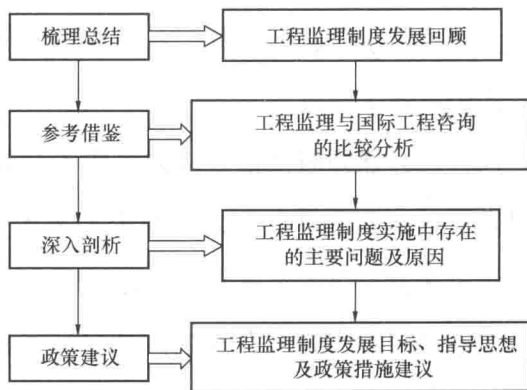 梳理总结
工程监理制度发展回顾
参考借鉴
工程监理与国际工程咨询
的比较分析
深入剖析
工程监理制度实施中存在
的主要问题及原因
政策建议
工程监理制度发展目标、指导思想
及政策措施建议